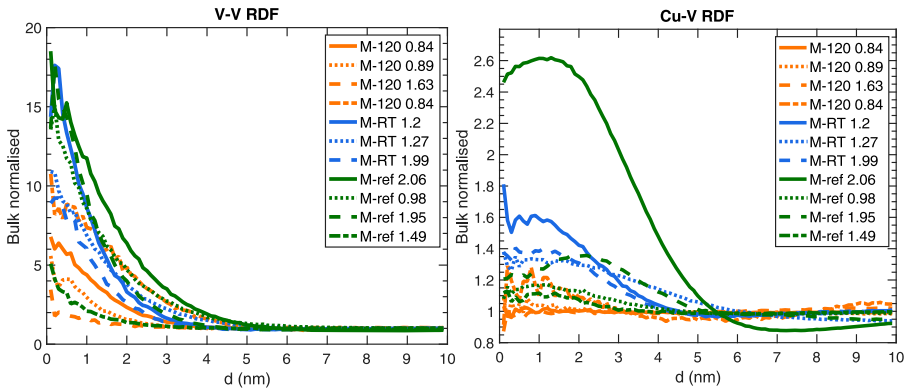 V-V RDF
Bulk normalised
20
15
10
5
0
M-120 0.84
M-120 0.89
M-120 1.63
M-120 0.84
M-RT 1.2
M-RT 1.27
M-RT 1.99
M-ref 2.06
M-ref 0.98
M-ref 1.95
M-ref 1.49
0 1 2 3 4 5 6 7 8 9 10
d (nm)
Cu-V RDF
Bulk normalised
2.6
2.4
2.2
2
1.8
1.6
1.4
1.2
1
0.8
M-120 0.84
M-120 0.89
M-120 1.63
M-120 0.84
M-RT 1.2
M-RT 1.27
M-RT 1.99
M-ref 2.06
M-ref 0.98
M-ref 1.95
M-ref 1.49
0 1 2 3 4 5 6 7 8 9 10
d (nm)